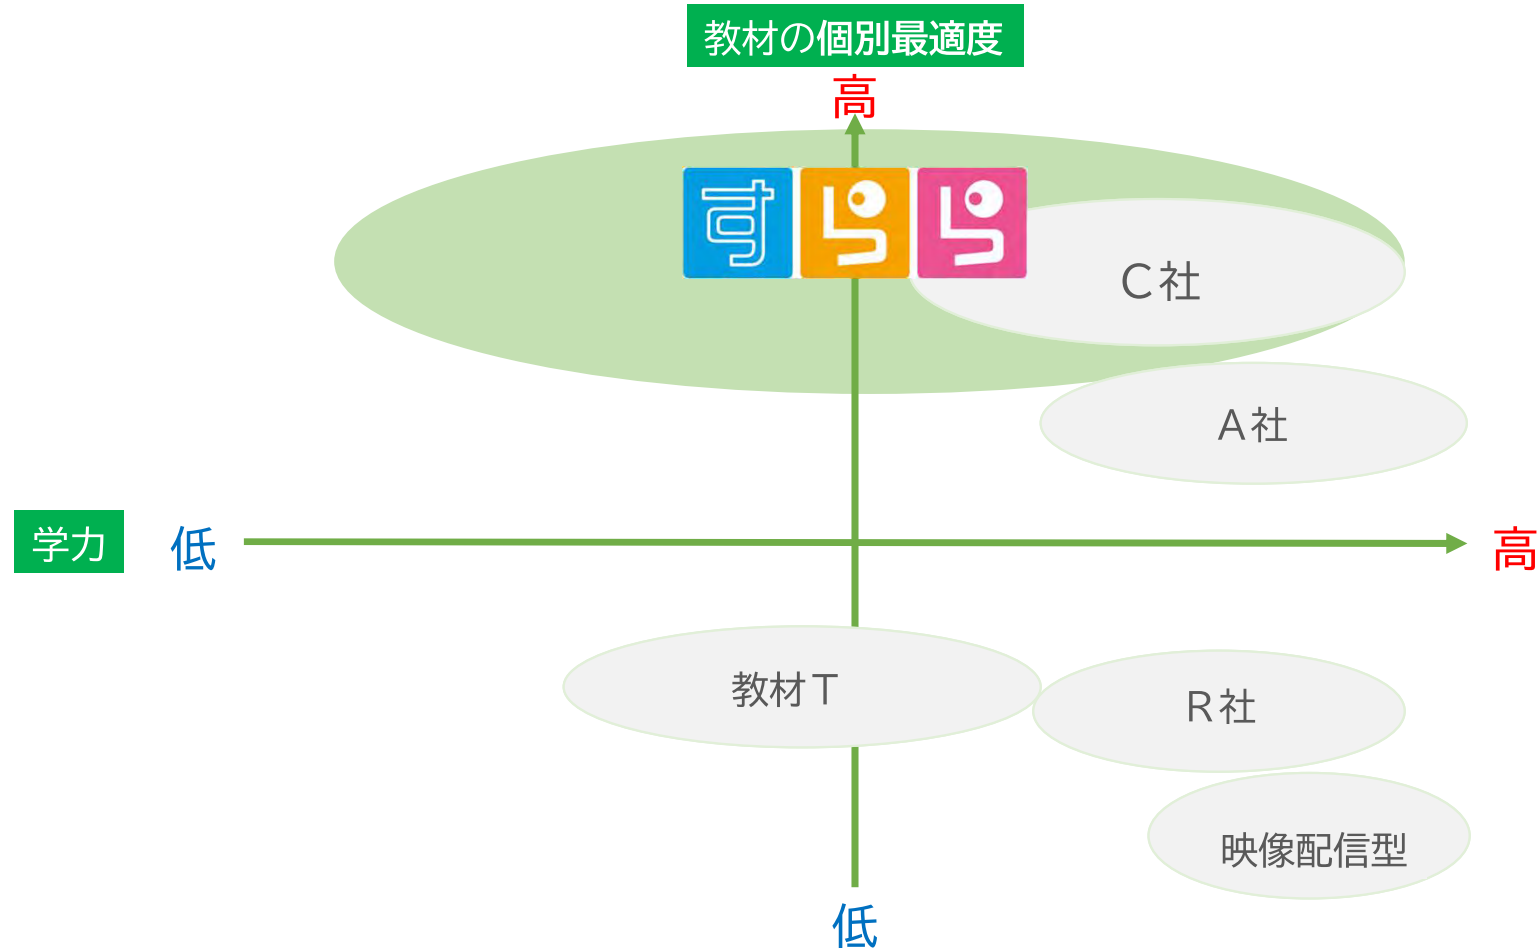 教材の個別最適度
高
すらら
Ｃ社
Ａ社
学力
低
高
教材Ｔ
Ｒ社
映像配信型
低